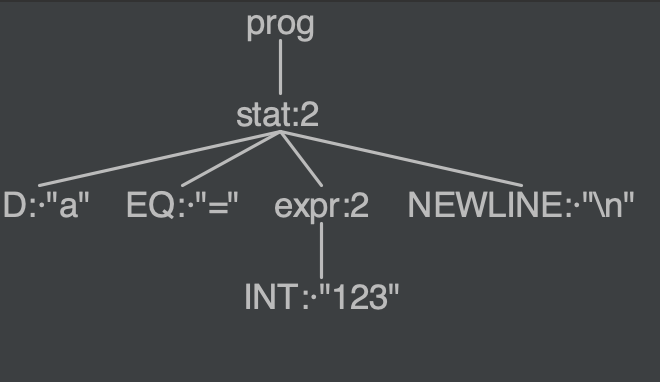 prog
stat:2
D:·"a" EQ:·"=" expr:2 NEWLINE:·"\n"
INT:·"123"